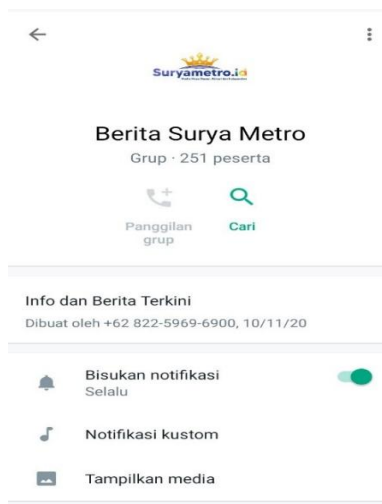 Suryametro.id
Berita Surya Metro
Grup · 251 peserta
Panggilan grup
Cari
Info dan Berita Terkini
Dibuat oleh +62 822-5969-6900, 10/11/20
Bisukan notifikasi
Selalu
Notifikasi kustom
Tampilkan media